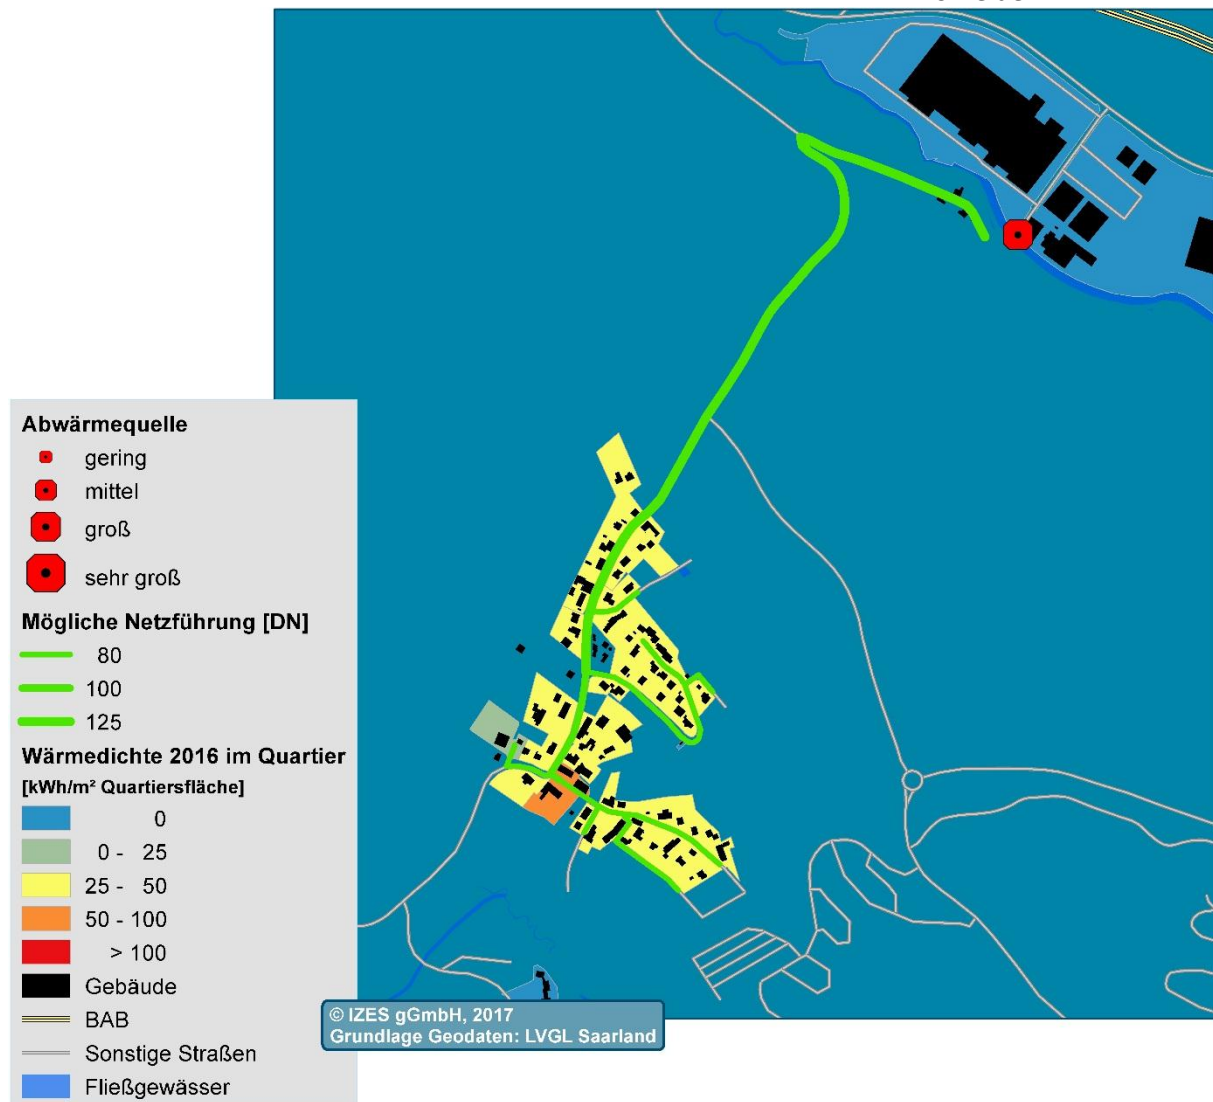 Abwärmequelle
gering
mittel
groß
sehr groß
Mögliche Netzführung [DN]
80
100
125
Wärmedichte 2016 im Quartier
[kWh/m² Quartiersfläche]
0
0 - 25
25 - 50
50 - 100
> 100
Gebäude
BAB
Sonstige Straßen
Fließgewässer
© IZES gGmbH, 2017
Grundlage Geodaten: LVGL Saarland